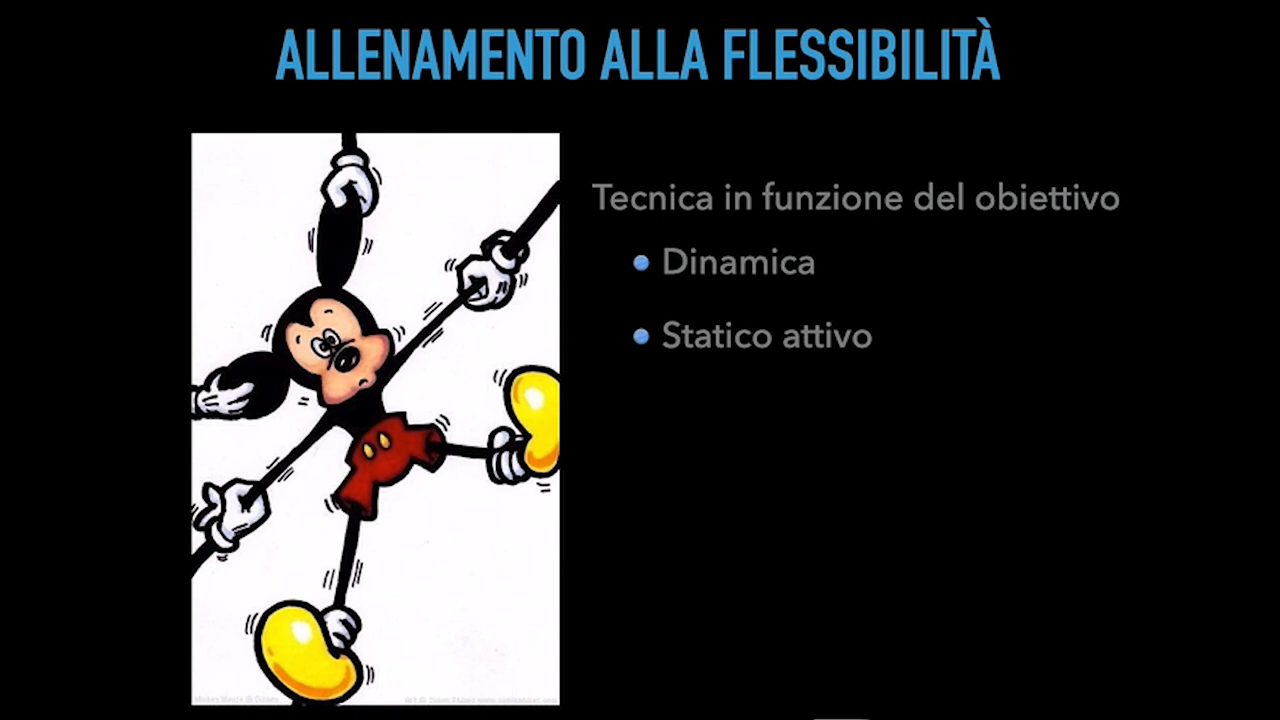 ALLENAMENTO ALLA FLESSIBILITÀ
Tecnica in funzione del obiettivo
Dinamica
Statico attivo